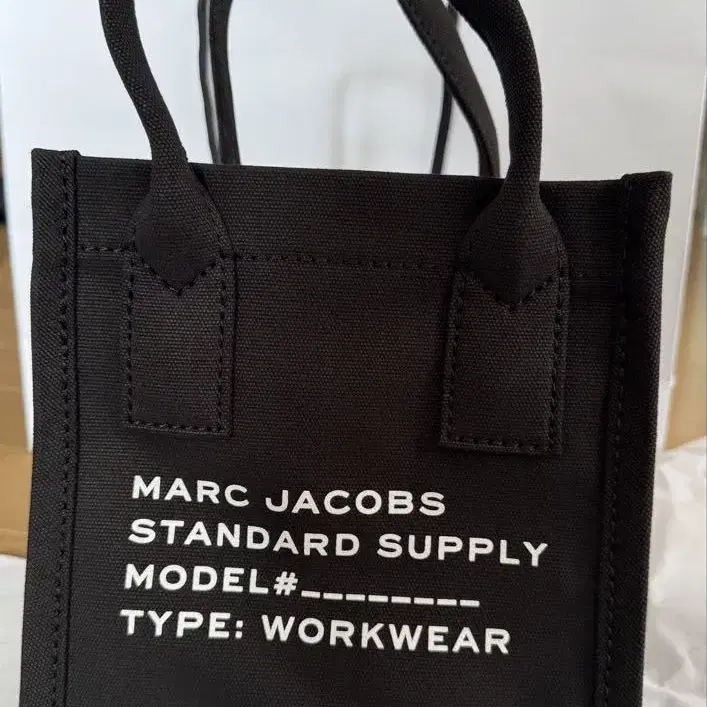 MARC JACOBS
STANDARD SUPPLY
MODEL#________
TYPE: WORKWEAR